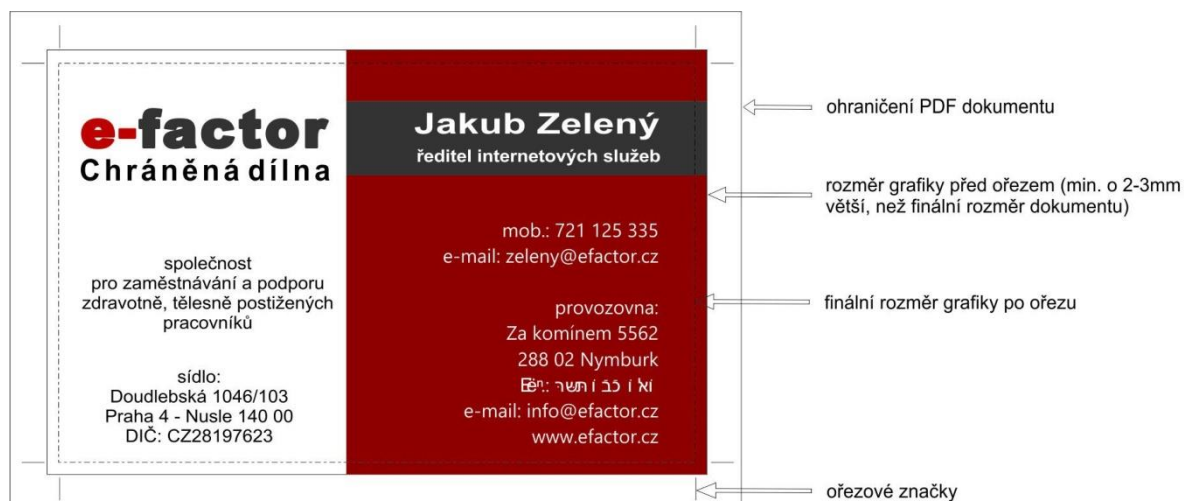 e-factor
Chráněná dílna
společnost
pro zaměstnávání a podporu
zdravotně, tělesně postižených
pracovníků
sídlo:
Doudlebská 1046/103
Praha 4 - Nusle 140 00
DIČ: CZ28197623
Jakub Zelený
ředitel internetových služeb
mob.: 721 125 335
e-mail: zeleny@efactor.cz
provozovna:
Za komínem 5562
288 02 Nymburk
e-mail: info@efactor.cz
www.efactor.cz
ohraničení PDF dokumentu
rozměr grafiky před ořezem (min. o 2-3mm
větší, než finální rozměr dokumentu)
finální rozměr grafiky po ořezu
ořezové značky